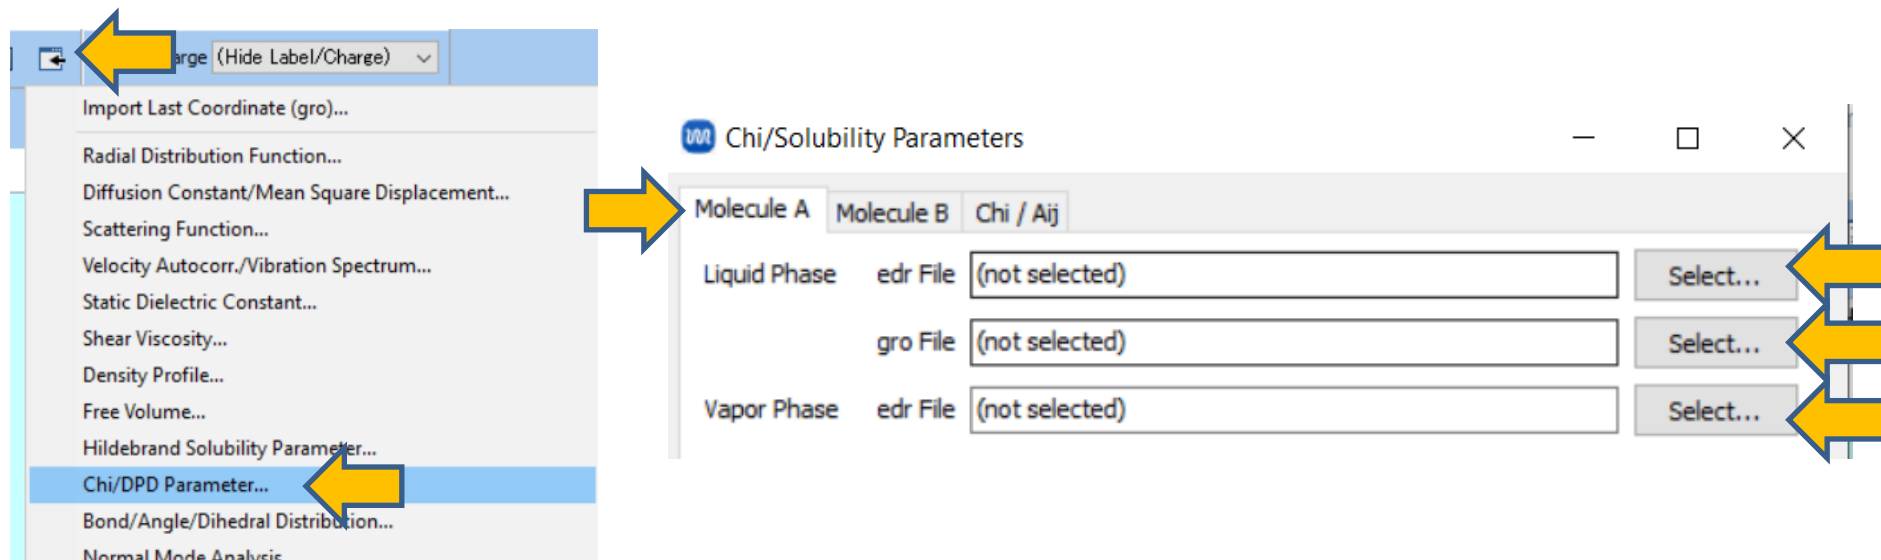 arge (Hide Label/Charge)
Import Last Coordinate (gro)...
Radial Distribution Function...
Diffusion Constant/Mean Square Displacement...
Scattering Function...
Velocity Autocorr./Vibration Spectrum...
Static Dielectric Constant...
Shear Viscosity...
Density Profile...
Free Volume...
Hildebrand Solubility Parameter...
Chi/DPD Parameter...
Bond/Angle/Dihedral Distribution...
Normal Mode Analysis
Chi/Solubility Parameters
Molecule A Molecule B Chi / Aij
Liquid Phase edr File (not selected) Select...
gro File (not selected) Select...
Vapor Phase edr File (not selected) Select...